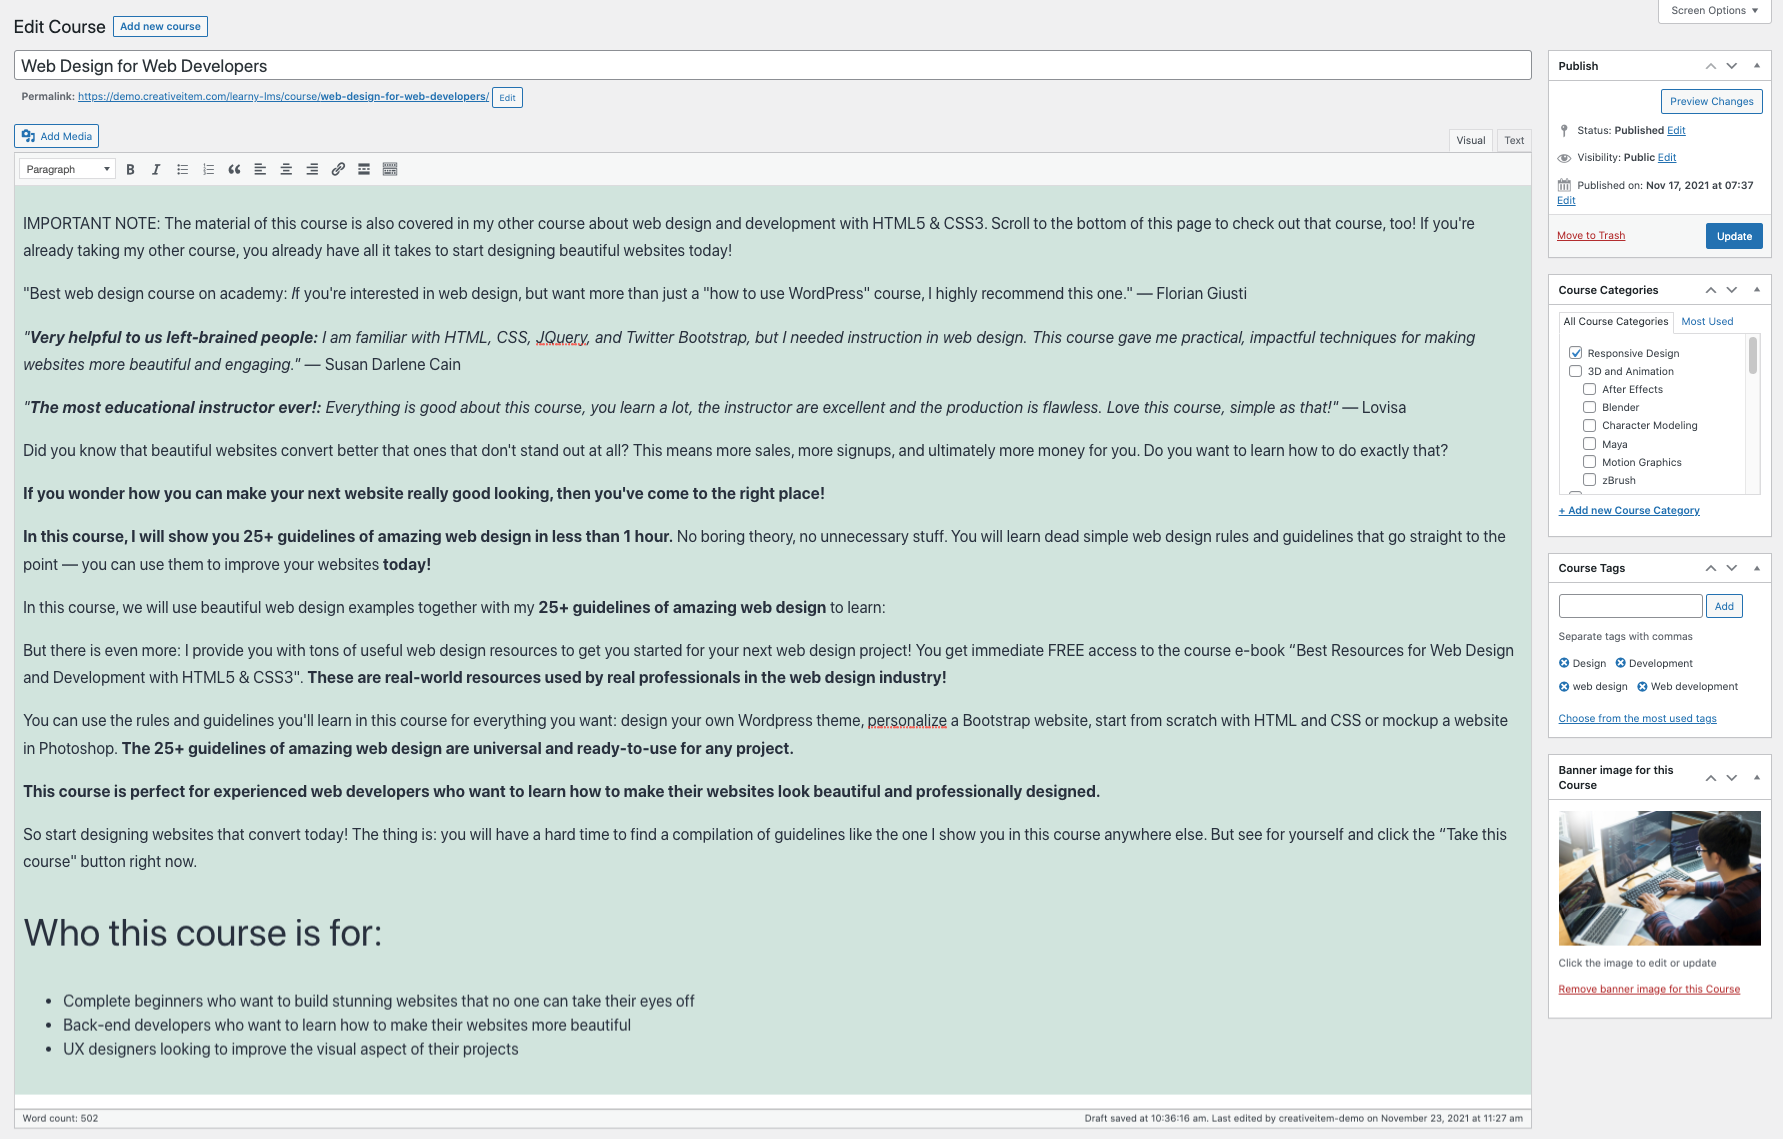 Screen Options
Edit Course Add new course
Web Design for Web Developers
Permalink: https://demo.creativeitem.com/learny-lms/course/web-design-for-web-developers/ Edit
Add Media
Visual Text
Paragraph
IMPORTANT NOTE: The material of this course is also covered in my other course about web design and development with HTML5 & CSS3. Scroll to the bottom of this page to check out that course, too! If you're
already taking my other course, you already have all it takes to start designing beautiful websites today!
"Best web design course on academy: If you're interested in web design, but want more than just a "how to use WordPress" course, I highly recommend this one." — Florian Giusti
"Very helpful to us left-brained people: I am familiar with HTML, CSS, JQuery, and Twitter Bootstrap, but I needed instruction in web design. This course gave me practical, impactful techniques for making
websites more beautiful and engaging." — Susan Darlene Cain
"The most educational instructor ever!: Everything is good about this course, you learn a lot, the instructor are excellent and the production is flawless. Love this course, simple as that!" — Lovisa
Did you know that beautiful websites convert better that ones that don't stand out at all? This means more sales, more signups, and ultimately more money for you. Do you want to learn how to do exactly that?
If you wonder how you can make your next website really good looking, then you've come to the right place!
In this course, I will show you 25+ guidelines of amazing web design in less than 1 hour. No boring theory, no unnecessary stuff. You will learn dead simple web design rules and guidelines that go straight to the
point — you can use them to improve your websites today!
In this course, we will use beautiful web design examples together with my 25+ guidelines of amazing web design to learn:
But there is even more: I provide you with tons of useful web design resources to get you started for your next web design project! You get immediate FREE access to the course e-book “Best Resources for Web Design
and Development with HTML5 & CSS3". These are real-world resources used by real professionals in the web design industry!
You can use the rules and guidelines you'll learn in this course for everything you want: design your own Wordpress theme, personalize a Bootstrap website, start from scratch with HTML and CSS or mockup a website
in Photoshop. The 25+ guidelines of amazing web design are universal and ready-to-use for any project.
This course is perfect for experienced web developers who want to learn how to make their websites look beautiful and professionally designed.
So start designing websites that convert today! The thing is: you will have a hard time to find a compilation of guidelines like the one I show you in this course anywhere else. But see for yourself and click the “Take this
course" button right now.
Who this course is for:
• Complete beginners who want to build stunning websites that no one can take their eyes off
• Back-end developers who want to learn how to make their websites more beautiful
• UX designers looking to improve the visual aspect of their projects
Word count: 502
Draft saved at 10:36:16 am. Last edited by creativeitem-demo on November 23, 2021 at 11:27 am
Publish
Preview Changes
Status: Published Edit
Visibility: Public Edit
Published on: Nov 17, 2021 at 07:37
Edit
Move to Trash Update
Course Categories
All Course Categories Most Used
Responsive Design
3D and Animation
After Effects
Blender
Character Modeling
Maya
Motion Graphics
zBrush
+ Add new Course Category
Course Tags
Add
Separate tags with commas
Design Development
web design Web development
Choose from the most used tags
Banner image for this
Course
Click the image to edit or update
Remove banner image for this Course